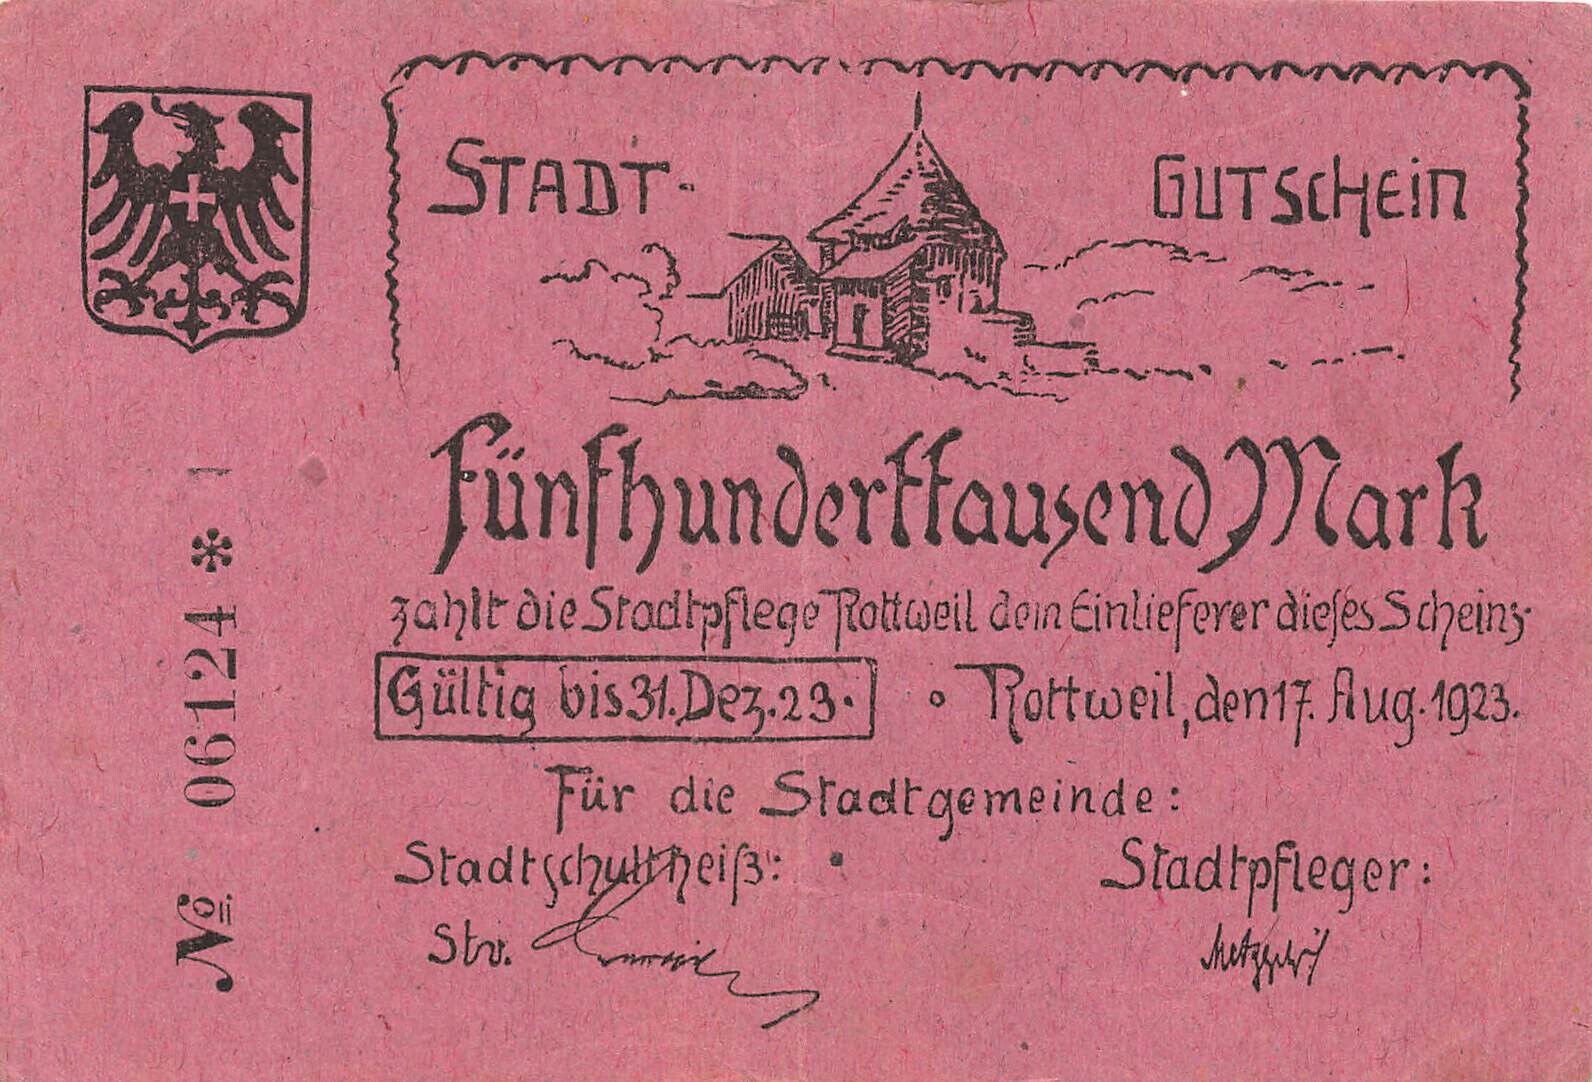 STADT- GUTSCHEIN
Fünfhunderttausend Mark
zahlt die Stadtpflege Rottweil dem Einlieferer dieses Scheins.
Gültig bis 31. Dez. 23. Rottweil, den 17. Aug. 1923.
Für die Stadtgemeinde:
Stadtschultheiß: Stadtpfleger:
Stv.
№ 06124 *